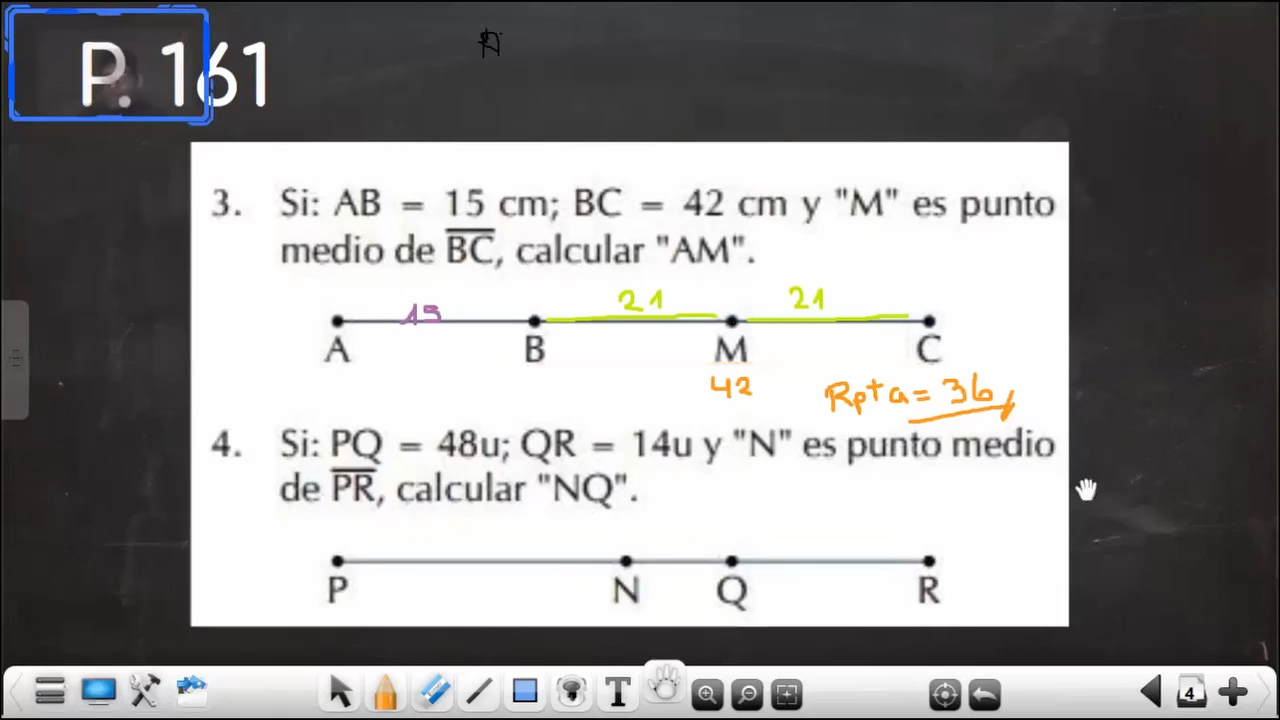 P. 161
3. Si: AB = 15 cm; BC = 42 cm y "M" es punto
medio de BC, calcular "AM".
15 21 21
A B M C
42
Rpta = 36
4. Si: PQ = 48u; QR = 14u y "N" es punto medio
de PR, calcular "NQ".
P N Q R
T 4